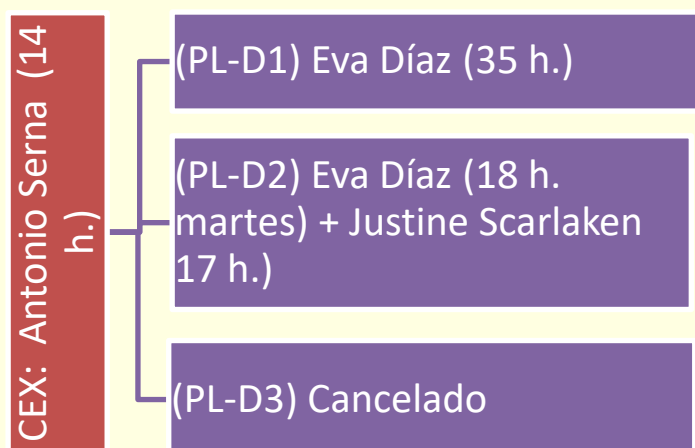 CEX:  Antonio Serna  (14
h.)
(PL-D1) Eva Díaz (35 h.)
(PL-D2) Eva Díaz (18 h.
martes) + Justine Scarlaken
17 h.)
(PL-D3) Cancelado